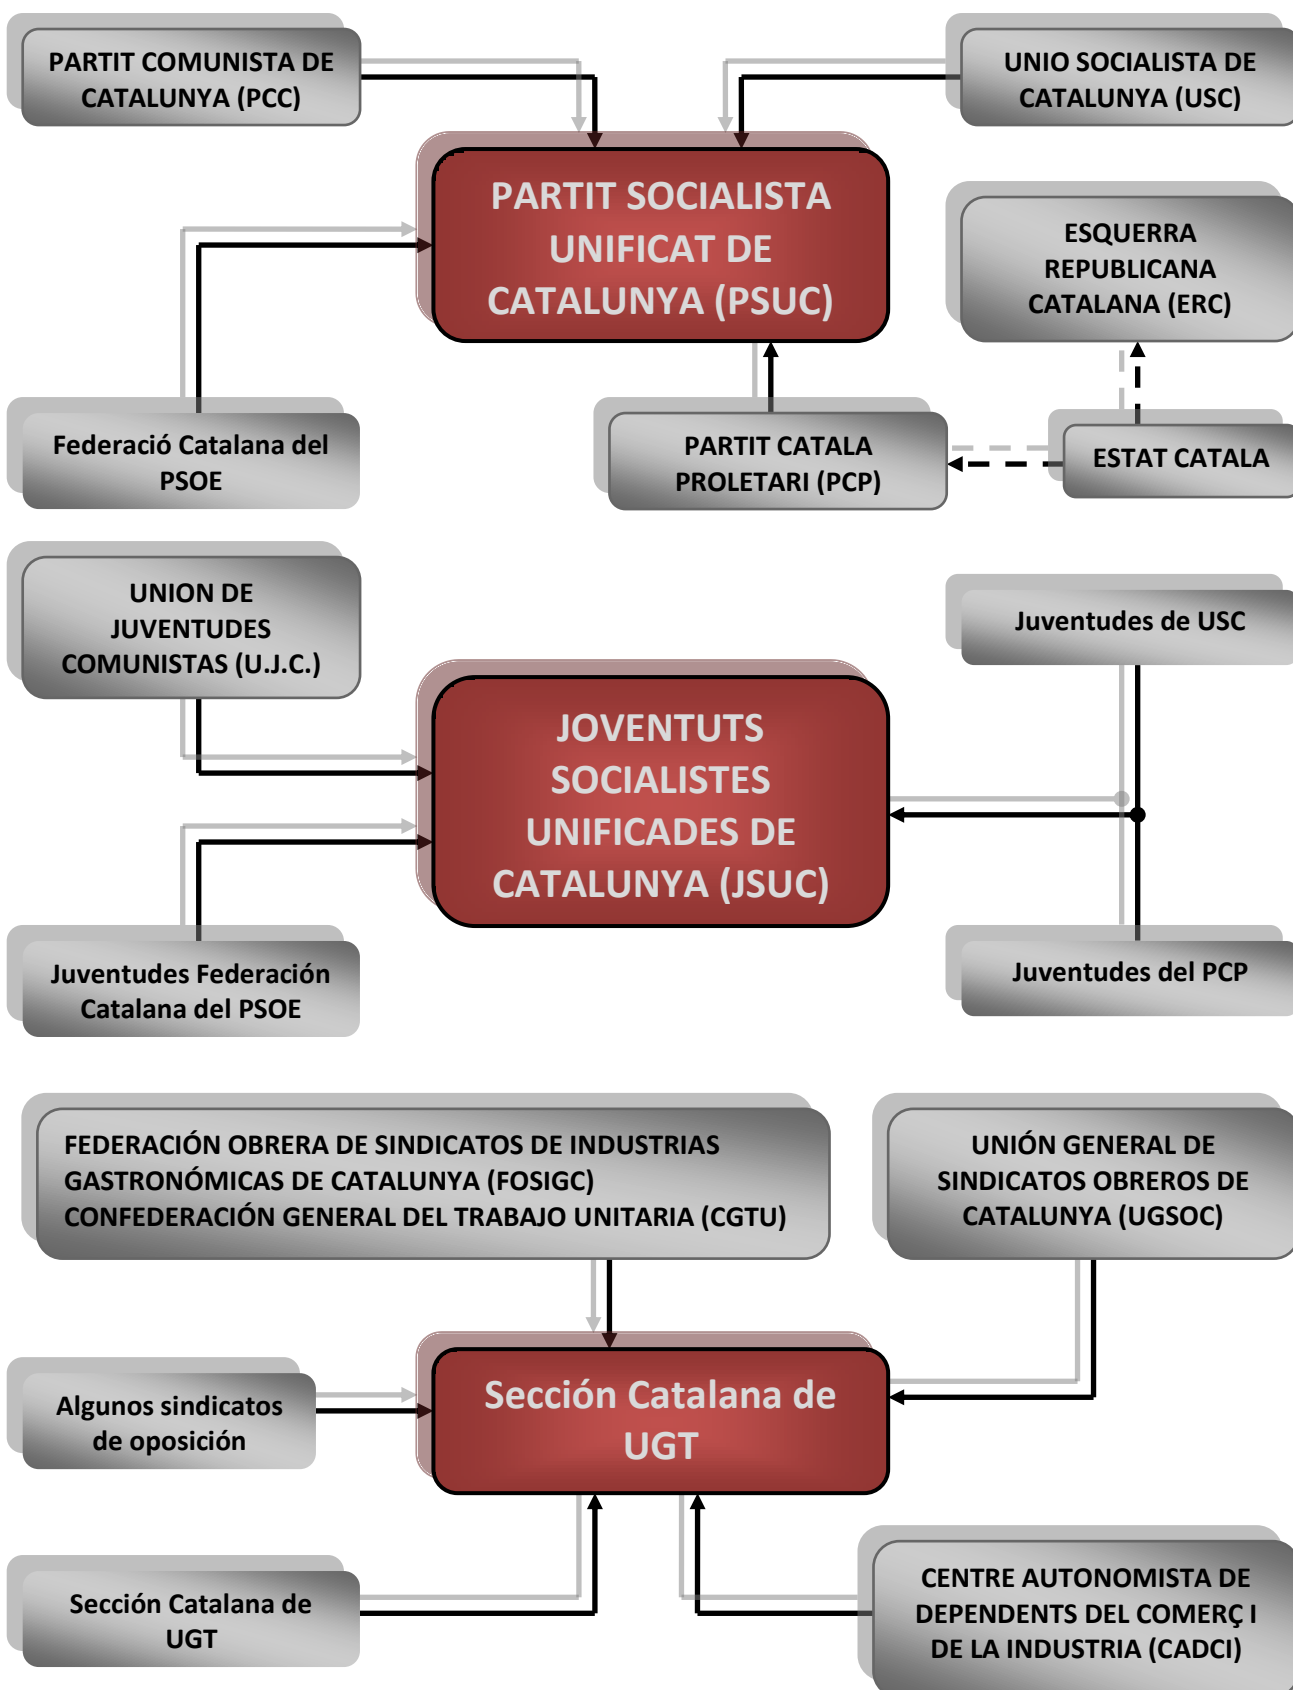 PARTIT COMUNISTA DE
CATALUNYA (PCC)
UNIO SOCIALISTA DE
CATALUNYA (USC)
PARTIT SOCIALISTA
UNIFICAT DE
CATALUNYA (PSUC)
ESQUERRA
REPUBLICANA
CATALANA (ERC)
Federació Catalana del
PSOE
PARTIT CATALA
PROLETARI (PCP)
ESTAT CATALA
UNION DE
JUVENTUDES
COMUNISTAS (U.J.C.)
Juventudes de USC
JOVENTUTS
SOCIALISTES
UNIFICADES DE
CATALUNYA (JSUC)
Juventudes Federación
Catalana del PSOE
Juventudes del PCP
FEDERACIÓN OBRERA DE SINDICATOS DE INDUSTRIAS
GASTRONÓMICAS DE CATALUNYA (FOSIGC)
CONFEDERACIÓN GENERAL DEL TRABAJO UNITARIA (CGTU)
UNIÓN GENERAL DE
SINDICATOS OBREROS DE
CATALUNYA (UGSOC)
Algunos sindicatos
de oposición
Sección Catalana de
UGT
Sección Catalana de
UGT
CENTRE AUTONOMISTA DE
DEPENDENTS DEL COMERÇ I
DE LA INDUSTRIA (CADCI)